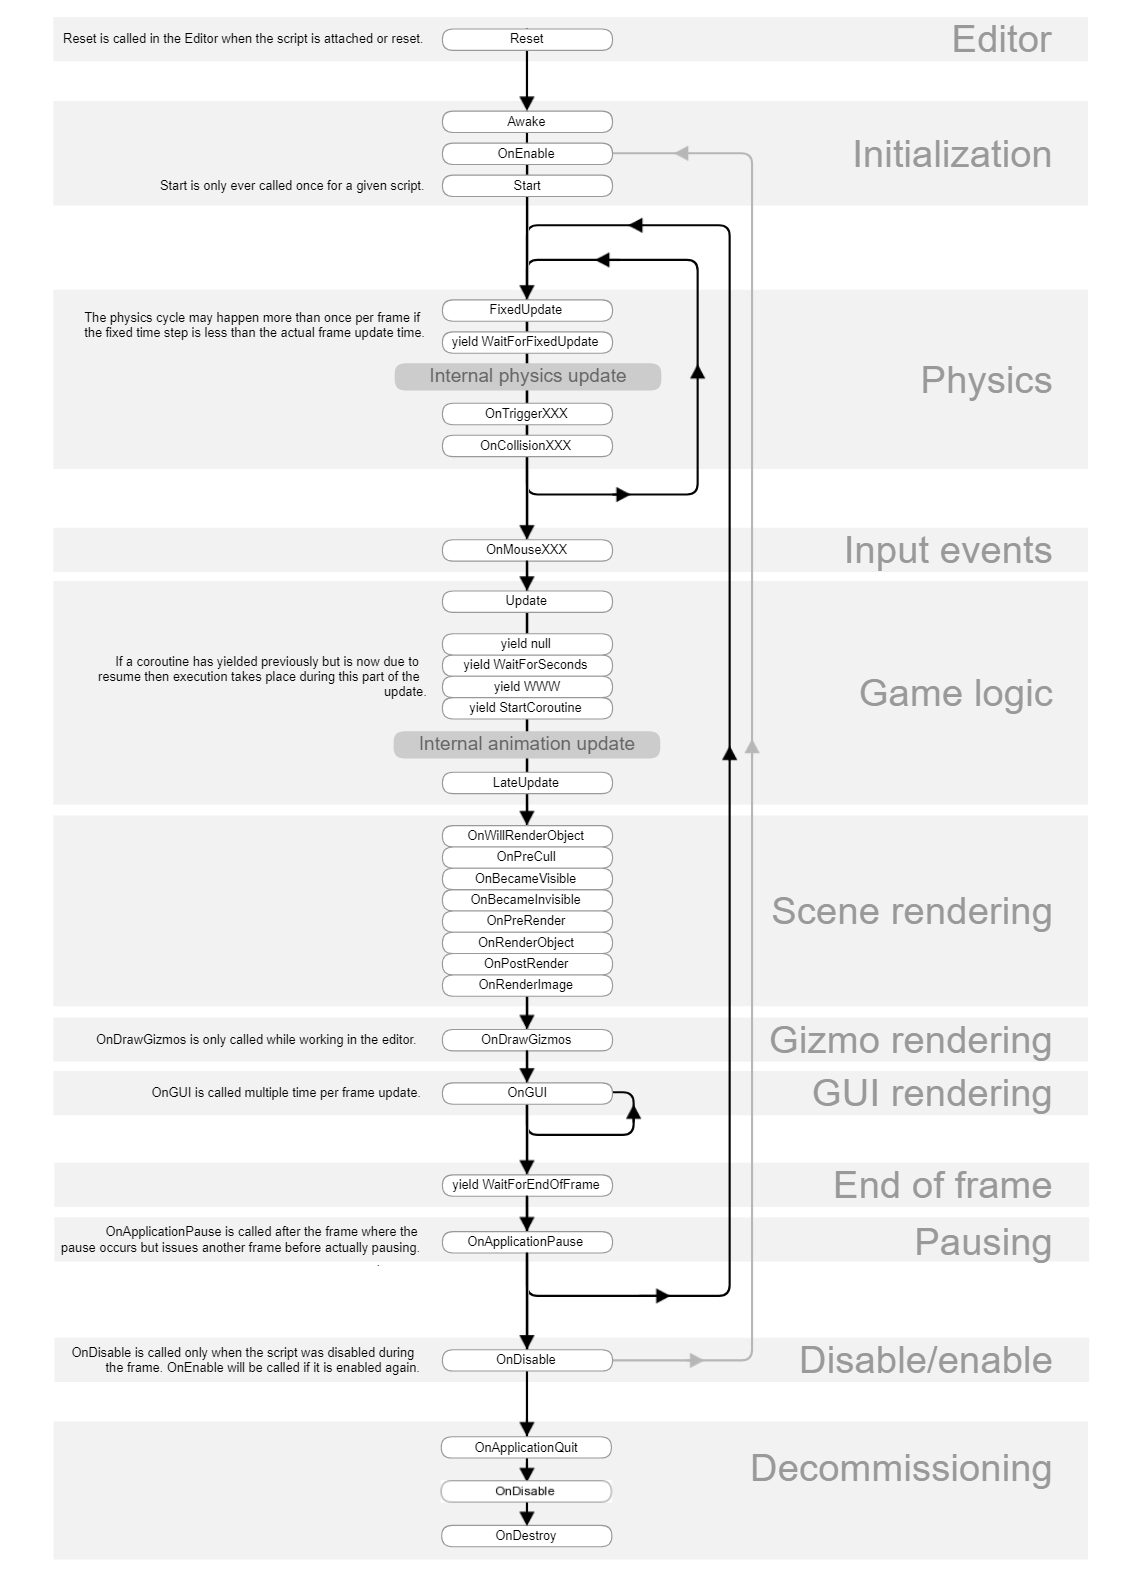 Reset is called in the Editor when the script is attached or reset.
Reset
Editor
Awake
OnEnable
Initialization
Start is only ever called once for a given script.
Start
FixedUpdate
The physics cycle may happen more than once per frame if
the fixed time step is less than the actual frame update time.
yield WaitForFixedUpdate
Internal physics update
Physics
OnTriggerXXX
OnCollisionXXX
OnMouseXXX
Input events
Update
yield null
If a coroutine has yielded previously but is now due to
resume then execution takes place during this part of the
update.
yield WaitForSeconds
yield WWW
Game logic
yield StartCoroutine
Internal animation update
LateUpdate
OnWillRenderObject
OnPreCull
OnBecameVisible
OnBecameInvisible
Scene rendering
OnPreRender
OnRenderObject
OnPostRender
OnRenderImage
OnDrawGizmos is only called while working in the editor.
OnDrawGizmos
Gizmo rendering
OnGUI is called multiple time per frame update.
OnGUI
GUI rendering
yield WaitForEndOfFrame
End of frame
OnApplicationPause is called after the frame where the
pause occurs but issues another frame before actually pausing.
.
OnApplicationPause
Pausing
OnDisable is called only when the script was disabled during
the frame. OnEnable will be called if it is enabled again.
OnDisable
Disable/enable
OnApplicationQuit
Decommissioning
OnDisable
OnDestroy